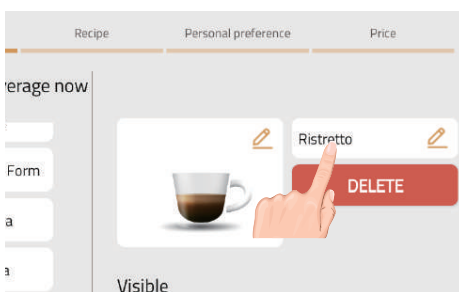 Recipe Personal preference Price
erage now
Ristretto
Form
DELETE
a
a
Visible